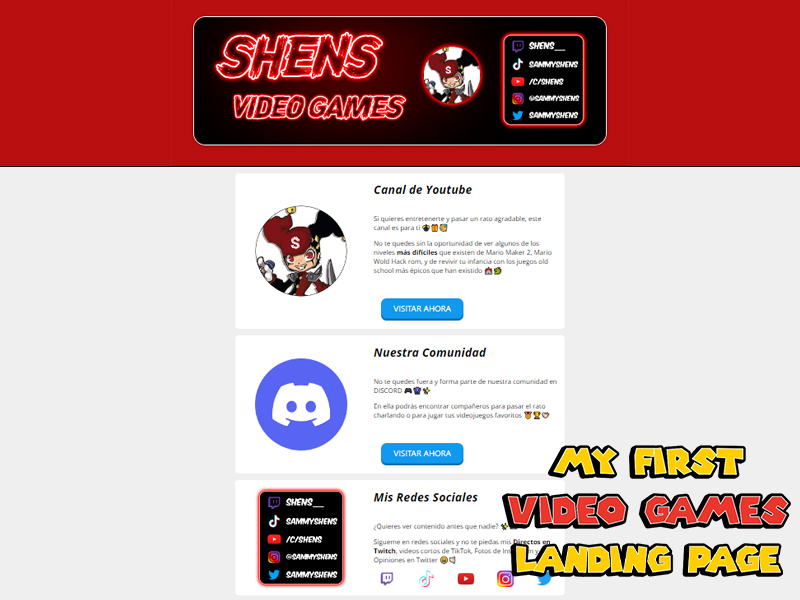 SHENS
VIDEO GAMES
S
SHENS__
SAMMYSHENS
/C/SHENS
@SAMMYSHENS
SAMMYSHENS
Canal de Youtube
S
Si quieres entretenerte y pasar un rato agradable, este
canal es para ti
No te quedes sin la oportunidad de ver algunos de los
niveles más difíciles que existen de Mario Maker 2, Mario
Wold Hack rom, y de revivir tu infancia con los juegos old
school más épicos que han existido
VISITAR AHORA
Nuestra Comunidad
No te quedes fuera y forma parte de nuestra comunidad en
DISCORD
En ella podrás encontrar compañeros para pasar el rato
charlando o para jugar tus videojuegos favoritos
VISITAR AHORA
SHENS__
SAMMYSHENS
/C/SHENS
@SAMMYSHENS
SAMMYSHENS
Mis Redes Sociales
¿Quieres ver contenido antes que nadie?
Sigueme en redes sociales y no te piedas mis Directos en
Twitch, videos cortos de TikTok, Fotos de
Opiniones en Twitter
MY FIRST
VIDEO GAMES
LANDING PAGE